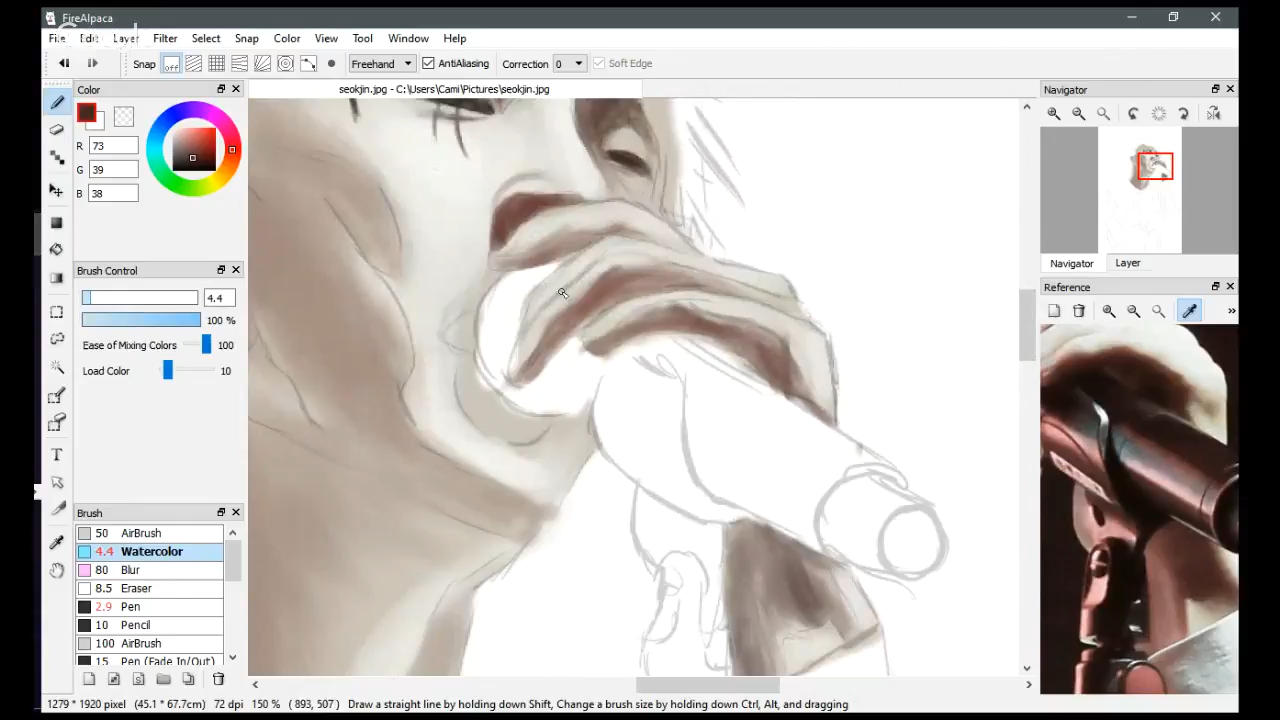 FireAlpaca
Google
File Edit Layer Filter Select Snap Color View Tool Window Help
Snap off Freehand AntiAliasing Correction 0 Soft Edge
Color
seokjin.jpg - C:\Users\Cami\Pictures\seokjin.jpg
Navigator
R 73
G 39
B 38
Navigator Layer
Brush Control
4.4
100 %
Reference
Ease of Mixing Colors 100
Load Color 10
»
Brush
50 AirBrush
4.4 Watercolor
80 Blur
8.5 Eraser
2.9 Pen
10 Pencil
100 AirBrush
15 Pen (Fade In/Out)
1279 * 1920 pixel (45.1 * 67.7cm) 72 dpi 150 % ( 893, 507 ) Draw a straight line by holding down Shift, Change a brush size by holding down Ctrl, Alt, and dragging